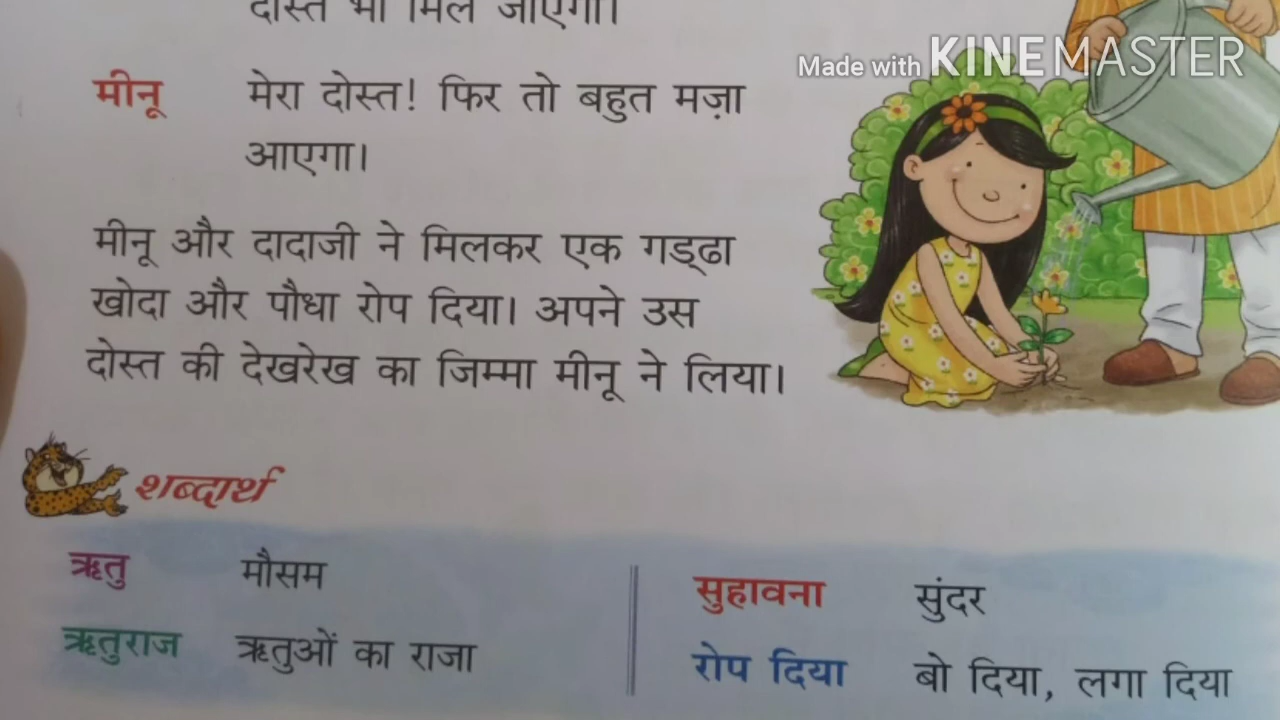 दोस्त भी मिल जाएगा।
Made with KINEMASTER
मीनू मेरा दोस्त! फिर तो बहुत मज़ा
आएगा।
मीनू और दादाजी ने मिलकर एक गड्ढा
खोदा और पौधा रोप दिया। अपने उस
दोस्त की देखरेख का जिम्मा मीनू ने लिया।
शब्दार्थ
ऋतु मौसम
ऋतुराज ऋतुओं का राजा
सुहावना सुंदर
रोप दिया बो दिया, लगा दिया